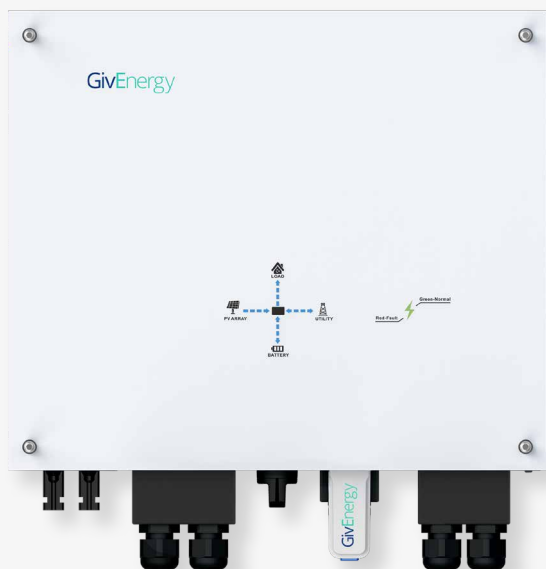 GivEnergy
LOAD
PV ARRAY
UTILITY
BATTERY
Green-Normal
Red-Fault
GivEnergy